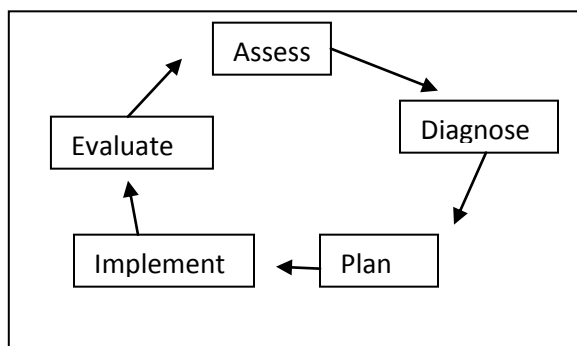 Assess
Diagnose
Plan
Implement
Evaluate